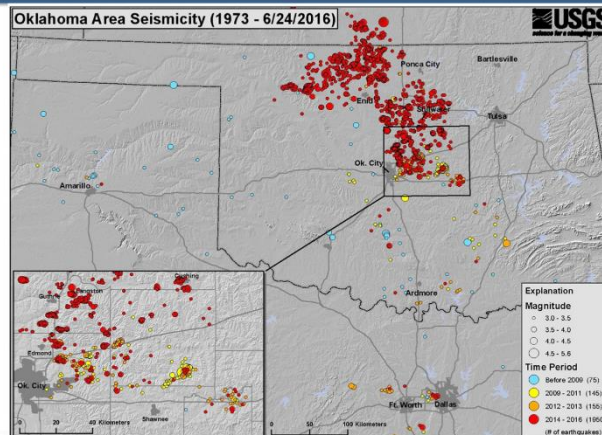 Oklahoma Area Seismicity (1973 - 6/24/2016)
USGS
science for a changing world
Ponca City
Bartlesville
Enid
Stillwater
Tulsa
Ok. City
Amarillo
Ardmore
Ft. Worth
Dallas
Cushing
Langston
Guthrie
Edmond
Ok. City
Shawnee
0 20 40 Kilometers
0 100 Kilometers
Explanation
Magnitude
3.0 - 3.5
3.5 - 4.0
4.0 - 4.5
4.5 - 5.6
Time Period
Before 2009 (75)
2009 - 2011 (145)
2012 - 2013 (155)
2014 - 2016 (1950)
(# of earthquakes)